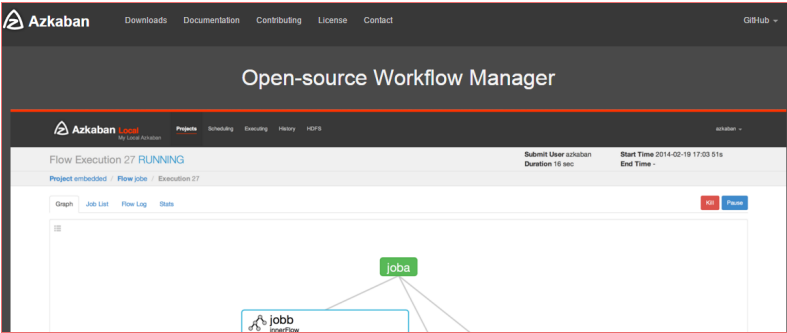 Azkaban Downloads Documentation Contributing License Contact GitHub
Open-source Workflow Manager
Azkaban Local Projects Scheduling Executing History HDFS azkaban
My Local Azkaban
Flow Execution 27 RUNNING
Submit User azkaban Start Time 2014-02-19 17:03 51s
Duration 16 sec End Time -
Project embedded / Flow jobe / Execution 27
Graph Job List Flow Log Stats Kill Pause
joba
jobb
innerFlow